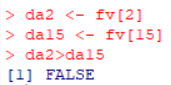 > da2 <- fv[2]
> da15 <- fv[15]
> da2>da15
[1] FALSE